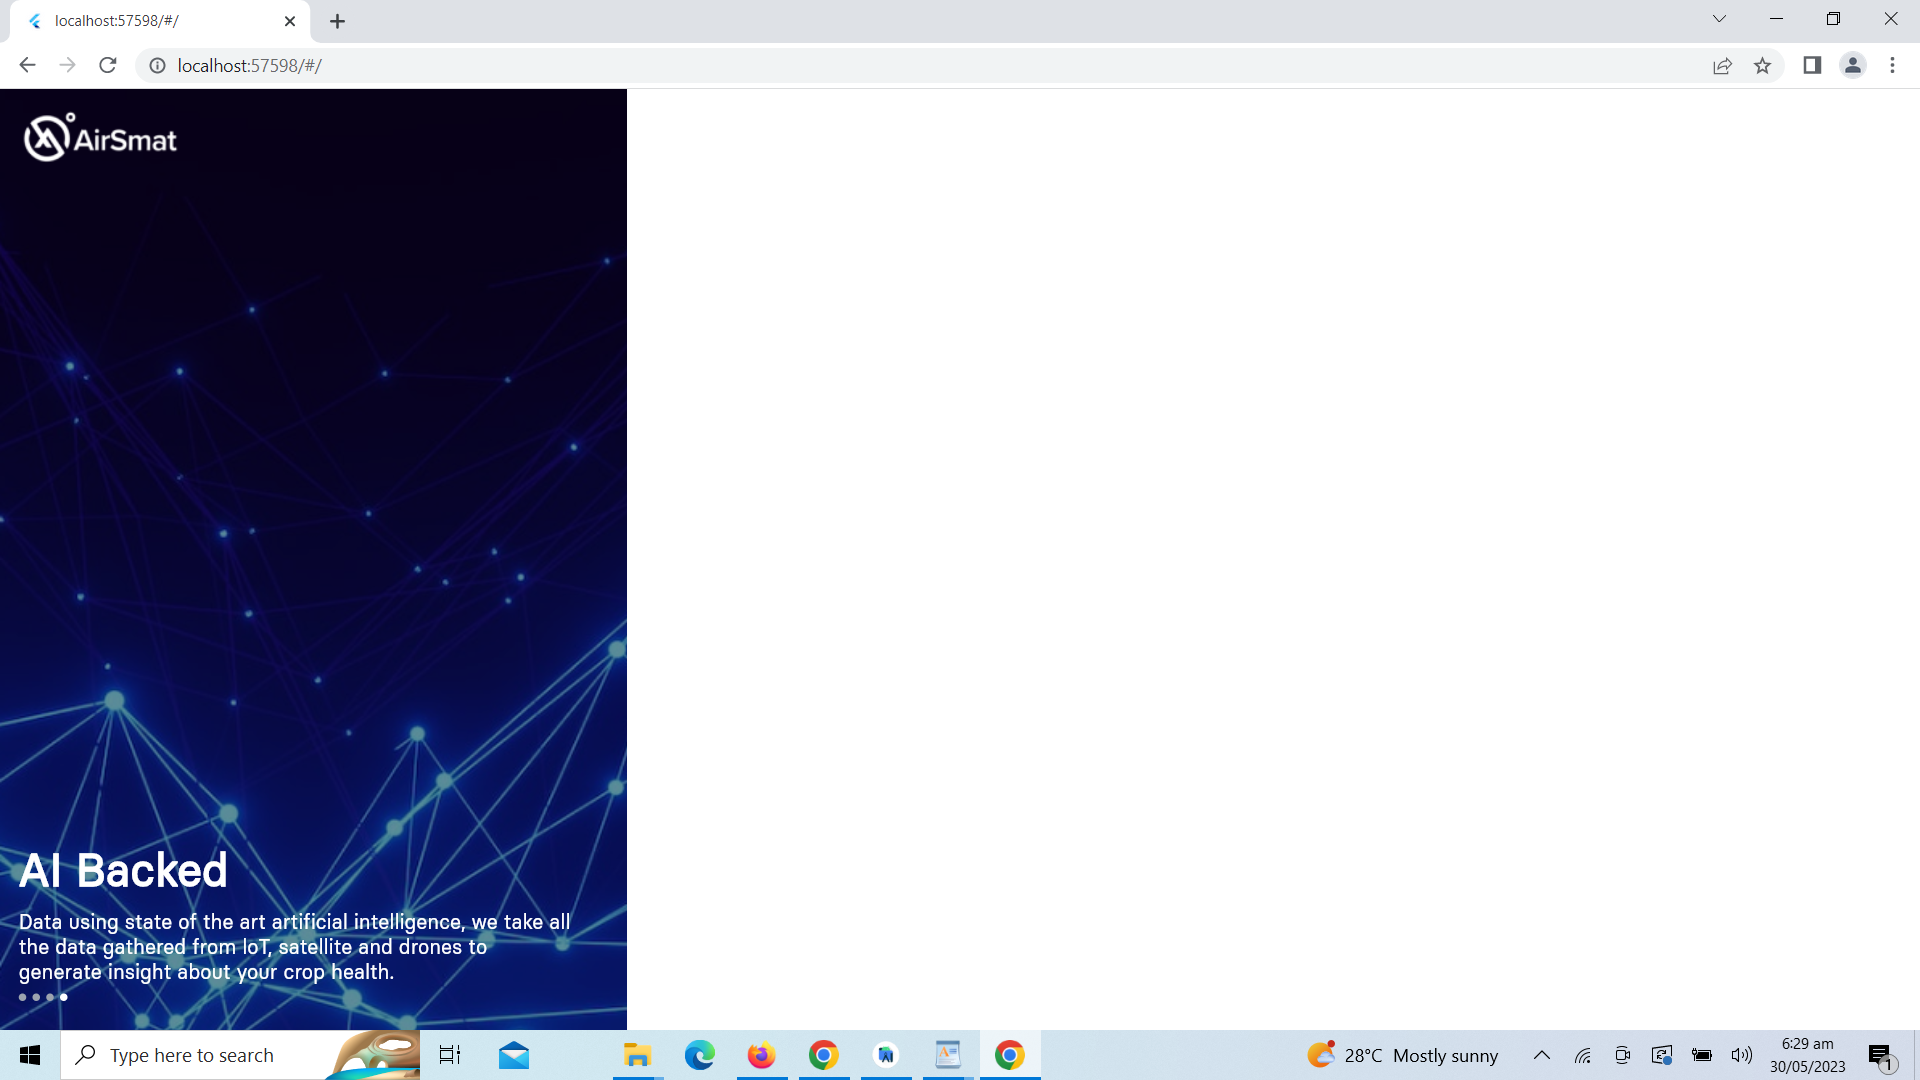 localhost:57598/#/
localhost:57598/#/
AirSmat
AI Backed
Data using state of the art artificial intelligence, we take all
the data gathered from IoT, satellite and drones to
generate insight about your crop health.
Type here to search
28°C Mostly sunny
6:29 am
30/05/2023
1